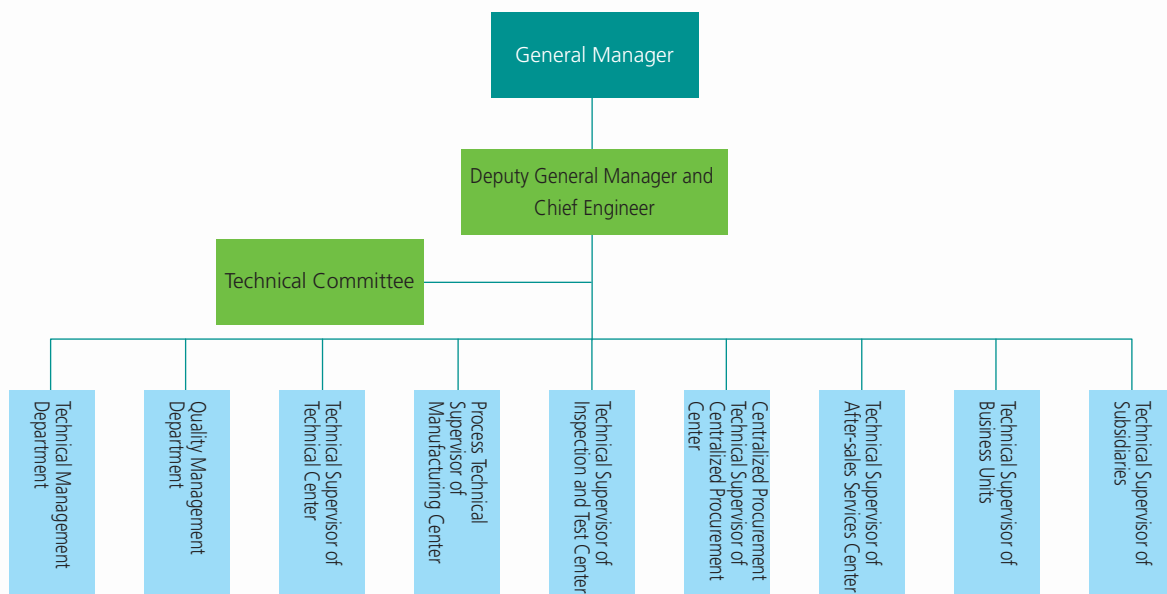 General Manager
Deputy General Manager and
Chief Engineer
Technical Committee
Technical Management
Department
Quality Management
Department
Technical Supervisor of
Technical Center
Process Technical
Supervisor of
Manufacturing Center
Technical Supervisor of
Inspection and Test Center
Centralized Procurement
Technical Supervisor of
Centralized Procurement
Center
Technical Supervisor of
After-sales Services Center
Technical Supervisor of
Business Units
Technical Supervisor of
Subsidiaries